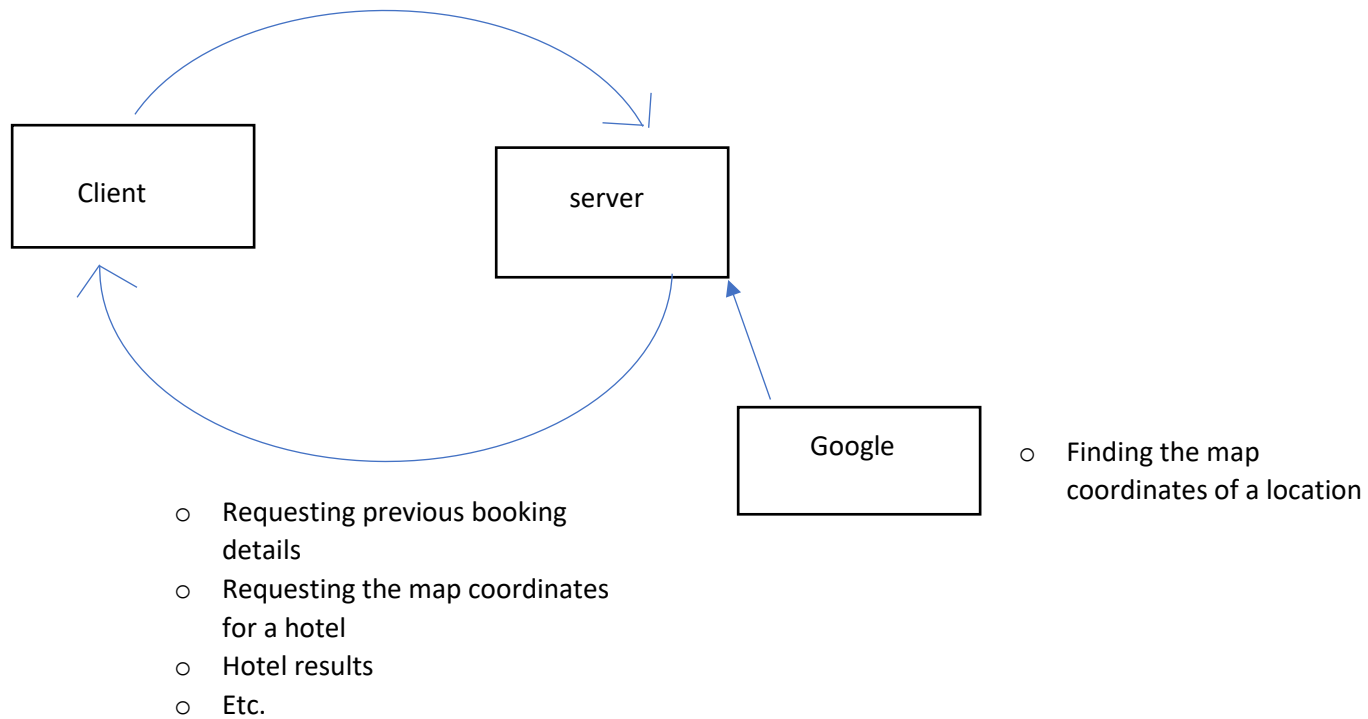 Client
server
Google
○ Finding the map
coordinates of a location
○ Requesting previous booking
details
○ Requesting the map coordinates
for a hotel
○ Hotel results
○ Etc.